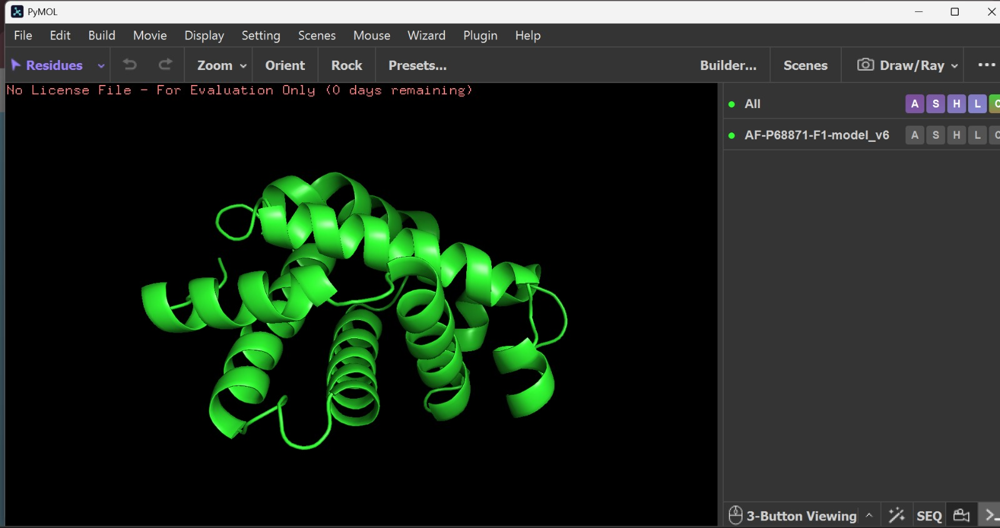 PyMOL
File Edit Build Movie Display Setting Scenes Mouse Wizard Plugin Help
Residues Zoom Orient Rock Presets... Builder... Scenes Draw/Ray
No License File - For Evaluation Only (0 days remaining)
All A S H L C
AF-P68871-F1-model_v6 A S H L C
3-Button Viewing SEQ